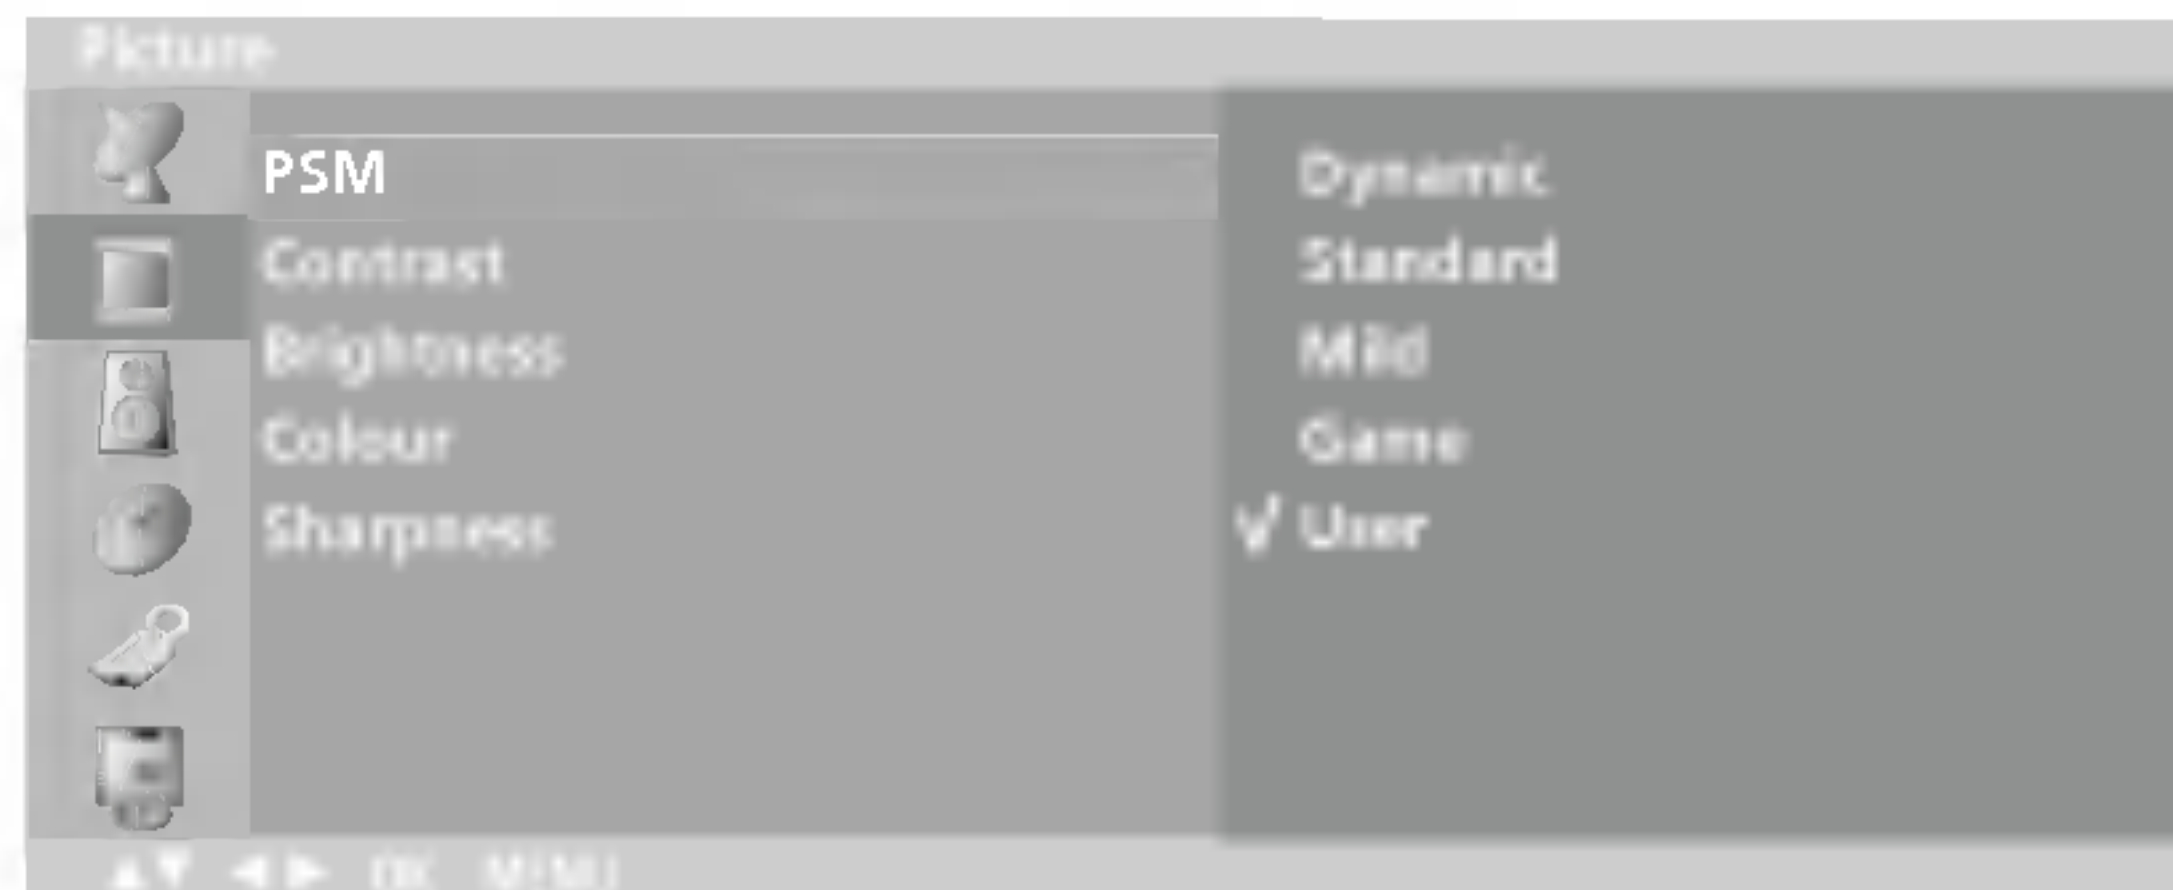 Picture
PSM
Contrast
Brightness
Colour
Sharpness
Dynamic
Standard
Mild
Game
√ User
▲▼ ◀ ▶ OK MENU